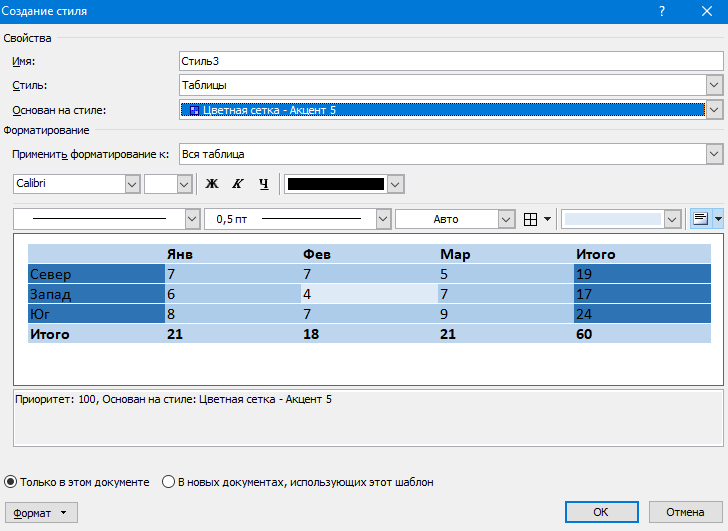 Создание стиля ?
Свойства
Имя: Стиль3
Стиль: Таблицы
Основан на стиле: Цветная сетка - Акцент 5
Форматирование
Применить форматирование к: Вся таблица
Calibri Ж К Ч
0,5 пт Авто
Янв Фев Мар Итого
Север 7 7 5 19
Запад 6 4 7 17
Юг 8 7 9 24
Итого 21 18 21 60
Приоритет: 100, Основан на стиле: Цветная сетка - Акцент 5
Только в этом документе В новых документах, использующих этот шаблон
Формат ОК Отмена